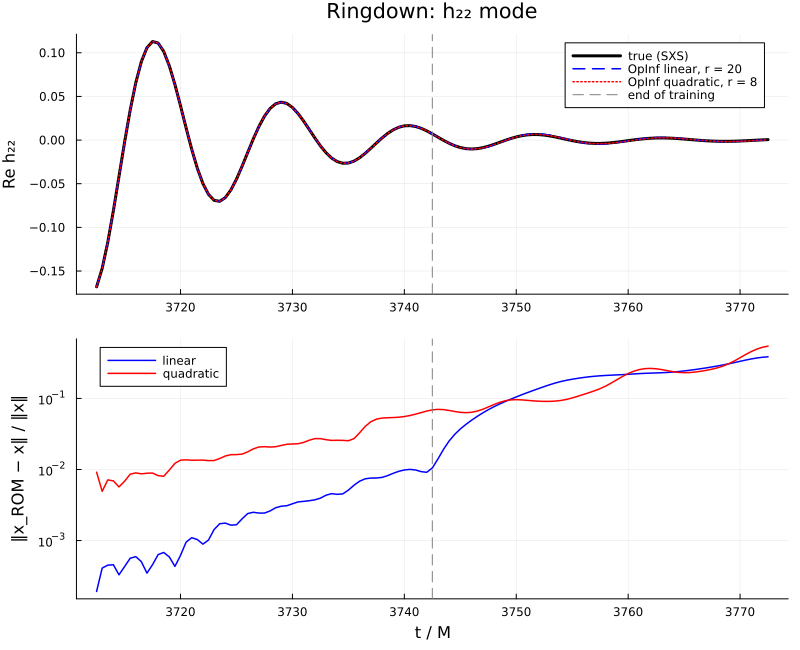 Ringdown: h₂₂ mode
true (SXS)
OpInf linear, r = 20
OpInf quadratic, r = 8
end of training
Re h₂₂
0.10
0.05
0.00
−0.05
−0.10
−0.15
3720 3730 3740 3750 3760 3770
linear
quadratic
‖x_ROM − x‖ / ‖x‖
10⁻¹
10⁻²
10⁻³
3720 3730 3740 3750 3760 3770
t / M